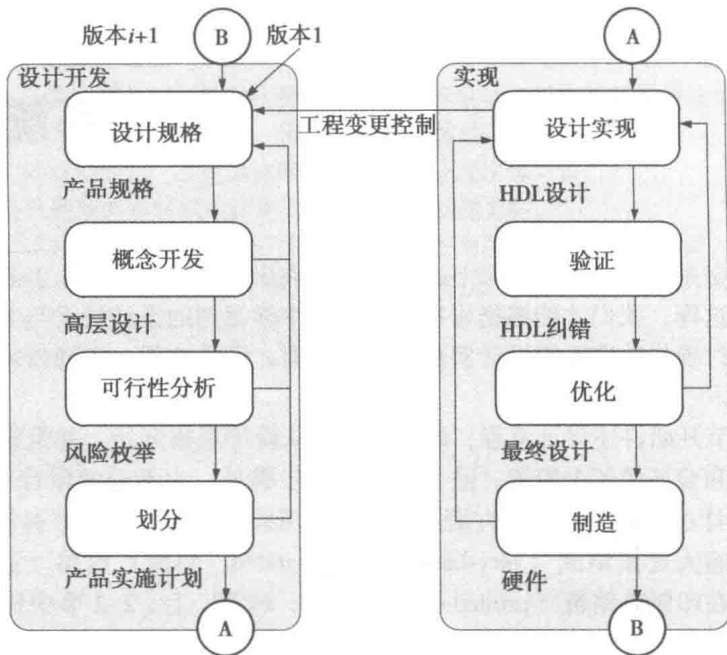 版本i+1
B
版本1
设计开发
设计规格
产品规格
概念开发
高层设计
可行性分析
风险枚举
划分
产品实施计划
A
工程变更控制
A
实现
设计实现
HDL设计
验证
HDL纠错
优化
最终设计
制造
硬件
B